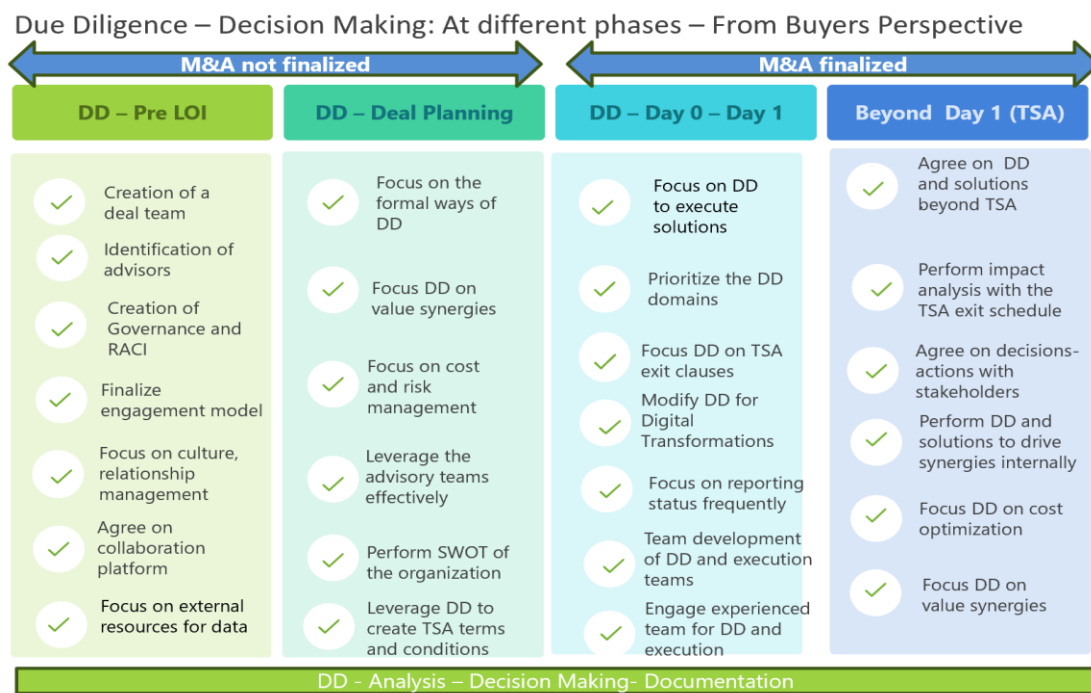 Due Diligence – Decision Making: At different phases – From Buyers Perspective
M&A not finalized
M&A finalized
DD – Pre LOI
DD – Deal Planning
DD – Day 0 – Day 1
Beyond Day 1 (TSA)
Creation of a
deal team
Identification of
advisors
Creation of
Governance and
RACI
Finalize
engagement model
Focus on culture,
relationship
management
Agree on
collaboration
platform
Focus on external
resources for data
Focus on the
formal ways of
DD
Focus DD on
value synergies
Focus on cost
and risk
management
Leverage the
advisory teams
effectively
Perform SWOT of
the organization
Leverage DD to
create TSA terms
and conditions
Focus on DD
to execute
solutions
Prioritize the DD
domains
Focus DD on TSA
exit clauses
Modify DD for
Digital
Transformations
Focus on reporting
status frequently
Team development
of DD and execution
teams
Engage experienced
team for DD and
execution
Agree on DD
and solutions
beyond TSA
Perform impact
analysis with the
TSA exit schedule
Agree on decisions-
actions with
stakeholders
Perform DD and
solutions to drive
synergies internally
Focus DD on cost
optimization
Focus DD on
value synergies
DD - Analysis – Decision Making- Documentation